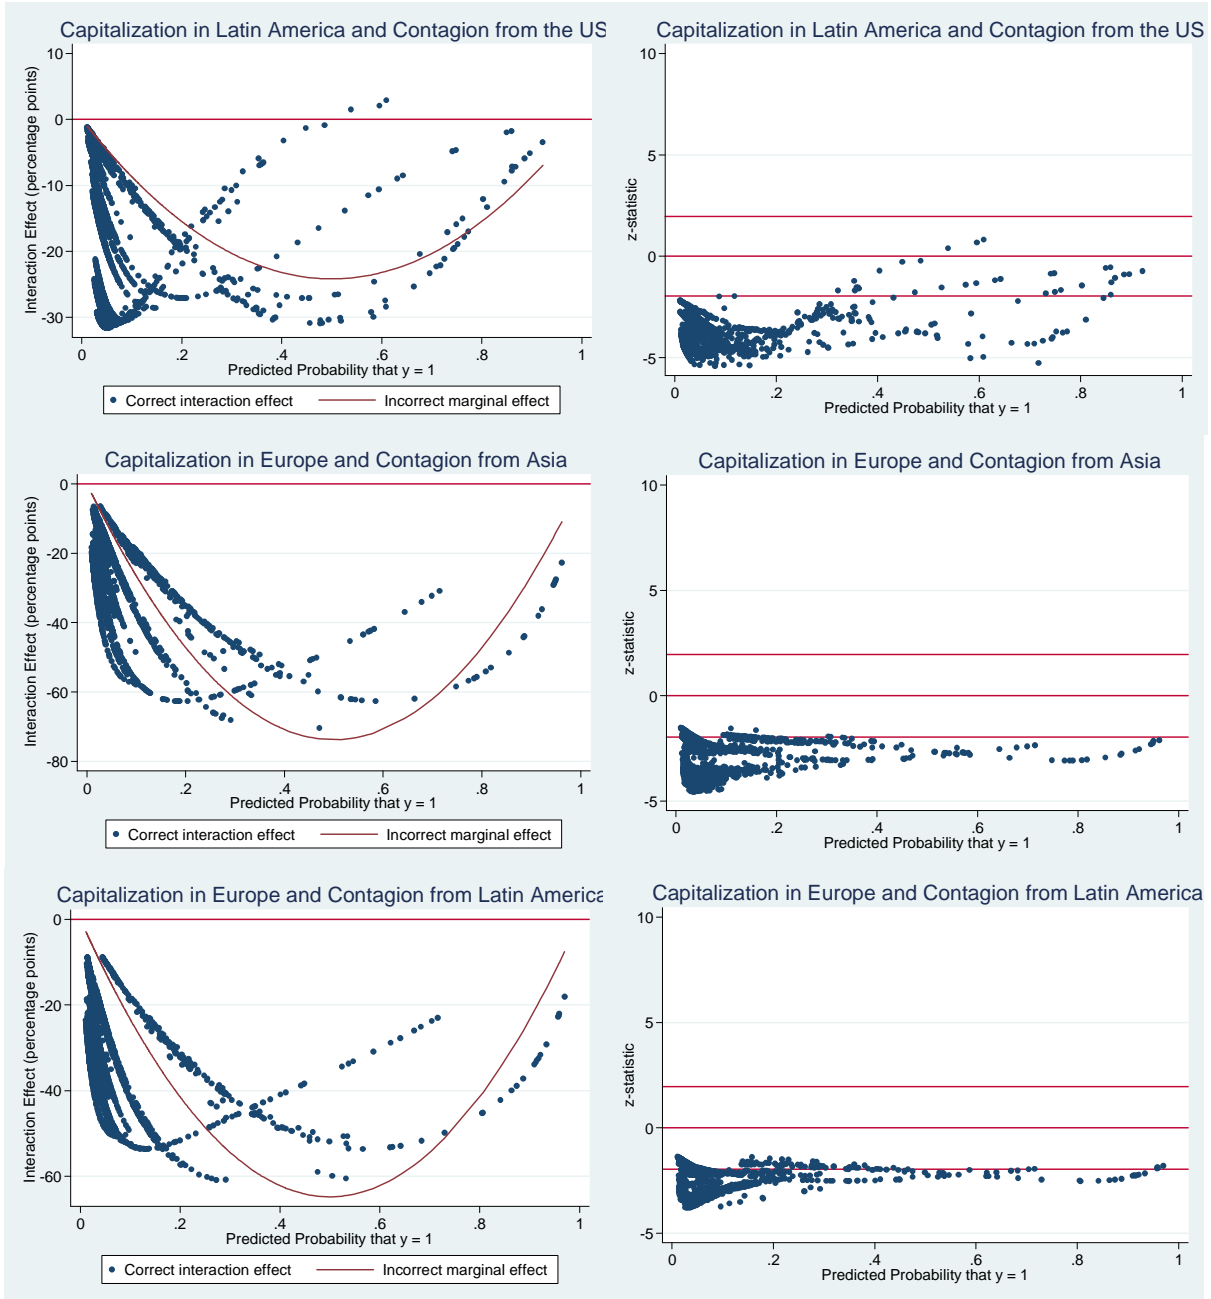 Capitalization in Latin America and Contagion from the US
Interaction Effect (percentage points)
10
0
-10
-20
-30
0 .2 .4 .6 .8 1
Predicted Probability that y = 1
Correct interaction effect Incorrect marginal effect
Capitalization in Latin America and Contagion from the US
z-statistic
10
5
0
-5
0 .2 .4 .6 .8 1
Predicted Probability that y = 1
Capitalization in Europe and Contagion from Asia
Interaction Effect (percentage points)
0
-20
-40
-60
-80
0 .2 .4 .6 .8 1
Predicted Probability that y = 1
Correct interaction effect Incorrect marginal effect
Capitalization in Europe and Contagion from Asia
z-statistic
10
5
0
-5
0 .2 .4 .6 .8 1
Predicted Probability that y = 1
Capitalization in Europe and Contagion from Latin America
Interaction Effect (percentage points)
0
-20
-40
-60
0 .2 .4 .6 .8 1
Predicted Probability that y = 1
Correct interaction effect Incorrect marginal effect
Capitalization in Europe and Contagion from Latin America
z-statistic
10
5
0
-5
0 .2 .4 .6 .8 1
Predicted Probability that y = 1